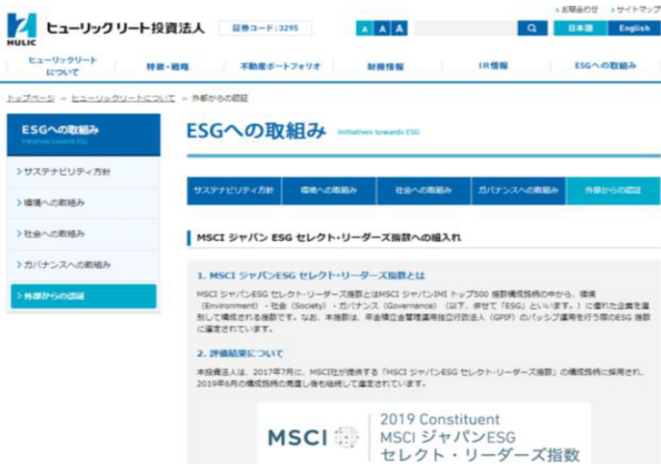 お問合わせ サイトマップ
HULIC ヒューリックリート投資法人 証券コード:3295 A A A 日本語 English
ヒューリックリートについて 特徴・戦略 不動産ポートフォリオ 財務情報 IR情報 ESGへの取組み
トップページ > ヒューリックリートについて > 外部からの認証
ESGへの取組み
Initiatives towards ESG
>サステナビリティ方針
>環境への取組み
>社会への取組み
>ガバナンスへの取組み
>外部からの認証
ESGへの取組み Initiatives towards ESG
サステナビリティ方針 環境への取組み 社会への取組み ガバナンスへの取組み 外部からの認証
MSCI ジャパン ESG セレクト・リーダーズ指数への組入れ
1. MSCI ジャパンESG セレクト・リーダーズ指数とは
MSCI ジャパンESG セレクト・リーダーズ指数とはMSCI ジャパンIMI トップ500 指数構成銘柄の中から、環境
(Environment)・社会(Society)・ガバナンス(Governance)(以下、併せて「ESG」といいます。)に優れた企業を選
別して構成される指数です。なお、本指数は、年金積立金管理運用独立行政法人(GPIF)のパッシブ運用を行う際のESG 指数
に選定されています。
2. 評価結果について
本投資法人は、2017年7月に、MSCI社が提供する「MSCI ジャパンESG セレクト・リーダーズ指数」の構成銘柄に採用され、
2019年6月の構成銘柄の見直し後も継続して選定されています。
MSCI
2019 Constituent
MSCI ジャパンESG
セレクト・リーダーズ指数